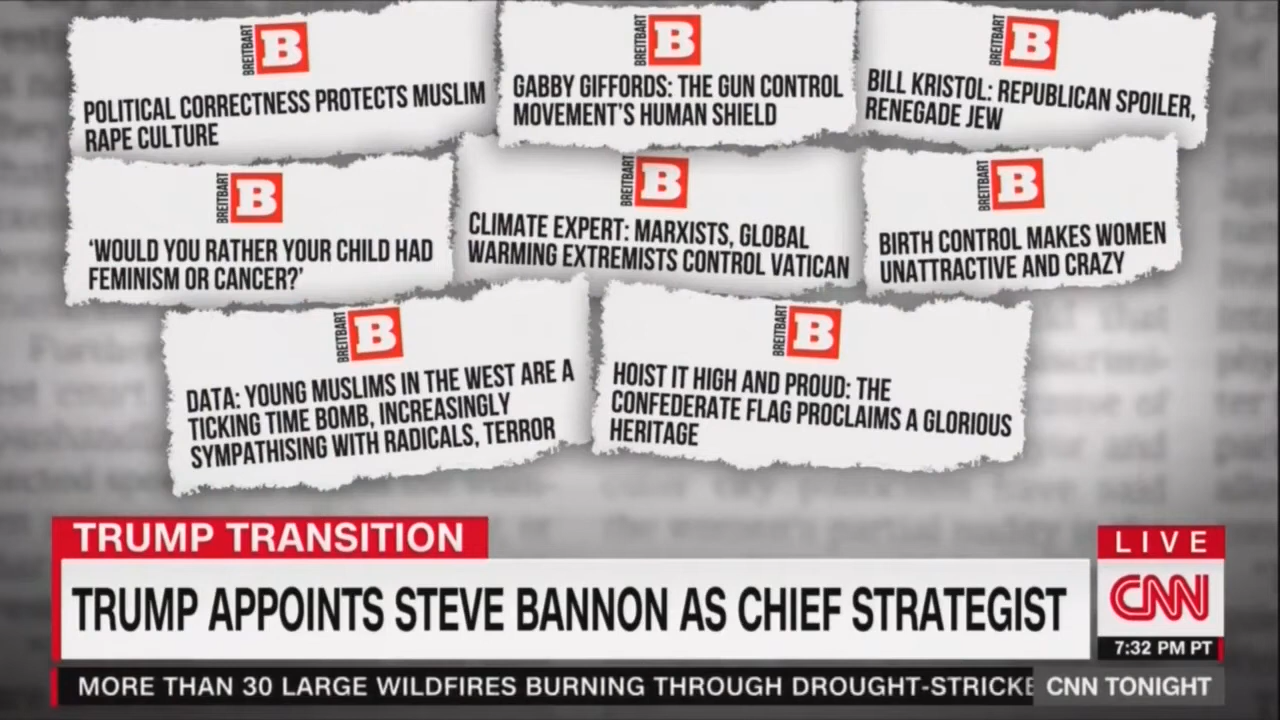 BREITBART B
POLITICAL CORRECTNESS PROTECTS MUSLIM
RAPE CULTURE
BREITBART B
GABBY GIFFORDS: THE GUN CONTROL
MOVEMENT'S HUMAN SHIELD
BREITBART B
BILL KRISTOL: REPUBLICAN SPOILER,
RENEGADE JEW
BREITBART B
'WOULD YOU RATHER YOUR CHILD HAD
FEMINISM OR CANCER?'
BREITBART B
CLIMATE EXPERT: MARXISTS, GLOBAL
WARMING EXTREMISTS CONTROL VATICAN
BREITBART B
BIRTH CONTROL MAKES WOMEN
UNATTRACTIVE AND CRAZY
BREITBART B
DATA: YOUNG MUSLIMS IN THE WEST ARE A
TICKING TIME BOMB, INCREASINGLY
SYMPATHISING WITH RADICALS, TERROR
BREITBART B
HOIST IT HIGH AND PROUD: THE
CONFEDERATE FLAG PROCLAIMS A GLORIOUS
HERITAGE
TRUMP TRANSITION
TRUMP APPOINTS STEVE BANNON AS CHIEF STRATEGIST
LIVE
CNN
7:32 PM PT
MORE THAN 30 LARGE WILDFIRES BURNING THROUGH DROUGHT-STRICKE
CNN TONIGHT